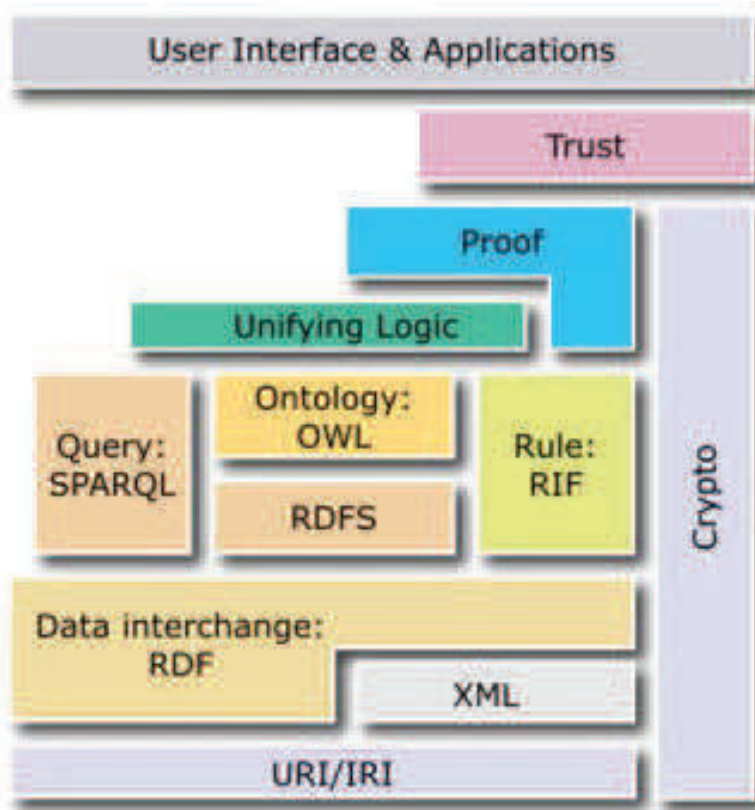 User Interface & Applications
Trust
Proof
Unifying Logic
Query:
SPARQL
Ontology:
OWL
RDFS
Rule:
RIF
Crypto
Data interchange:
RDF
XML
URI/IRI